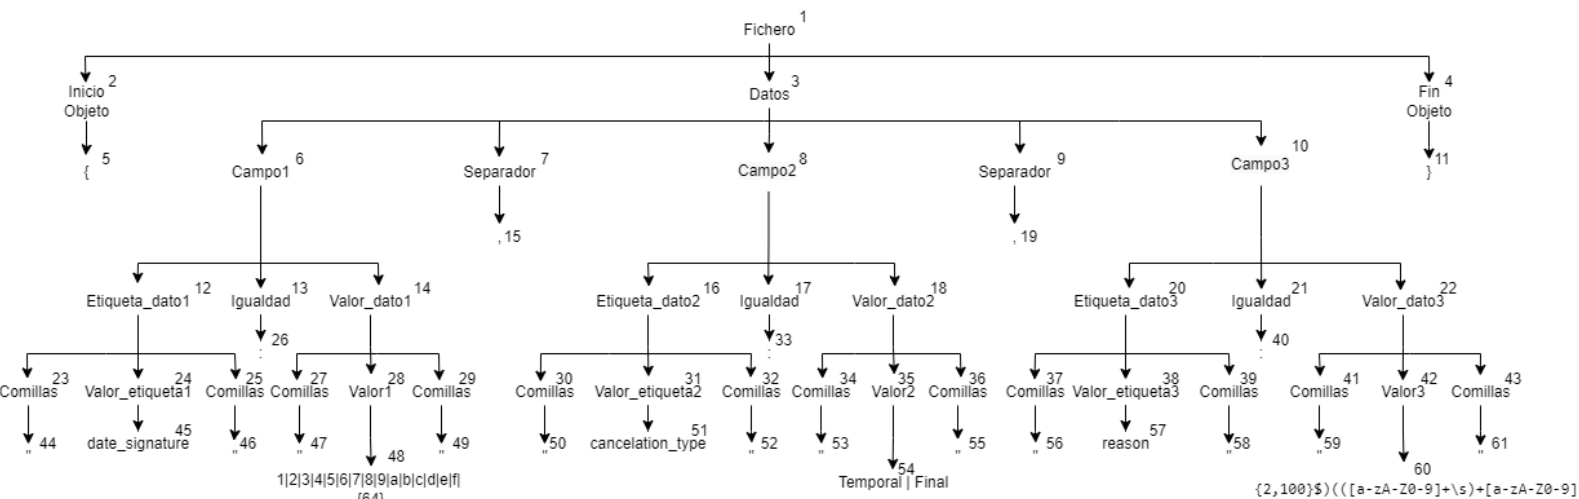 Fichero 1
Inicio 2
Objeto
Datos 3
Fin 4
Objeto
{ 5
Campo1 6
Separador 7
Campo2 8
Separador 9
Campo3 10
} 11
, 15
, 19
Etiqueta_dato1 12
Igualdad 13
Valor_dato1 14
Etiqueta_dato2 16
Igualdad 17
Valor_dato2 18
Etiqueta_dato3 20
Igualdad 21
Valor_dato3 22
: 26
: 33
: 40
Comillas 23
Valor_etiqueta1 24
Comillas 25
Comillas 27
Valor1 28
Comillas 29
Comillas 30
Valor_etiqueta2 31
Comillas 32
Comillas 34
Valor2 35
Comillas 36
Comillas 37
Valor_etiqueta3 38
Comillas 39
Comillas 41
Valor3 42
Comillas 43
" 44
date_signature 45
" 46
" 47
" 49
" 50
cancelation_type 51
" 52
" 53
" 55
" 56
reason 57
" 58
" 59
" 61
48
1|2|3|4|5|6|7|8|9|a|b|c|d|e|f|
{64}
54
Temporal | Final
60
{2,100}$)(([a-zA-Z0-9]+\s)+[a-zA-Z0-9]